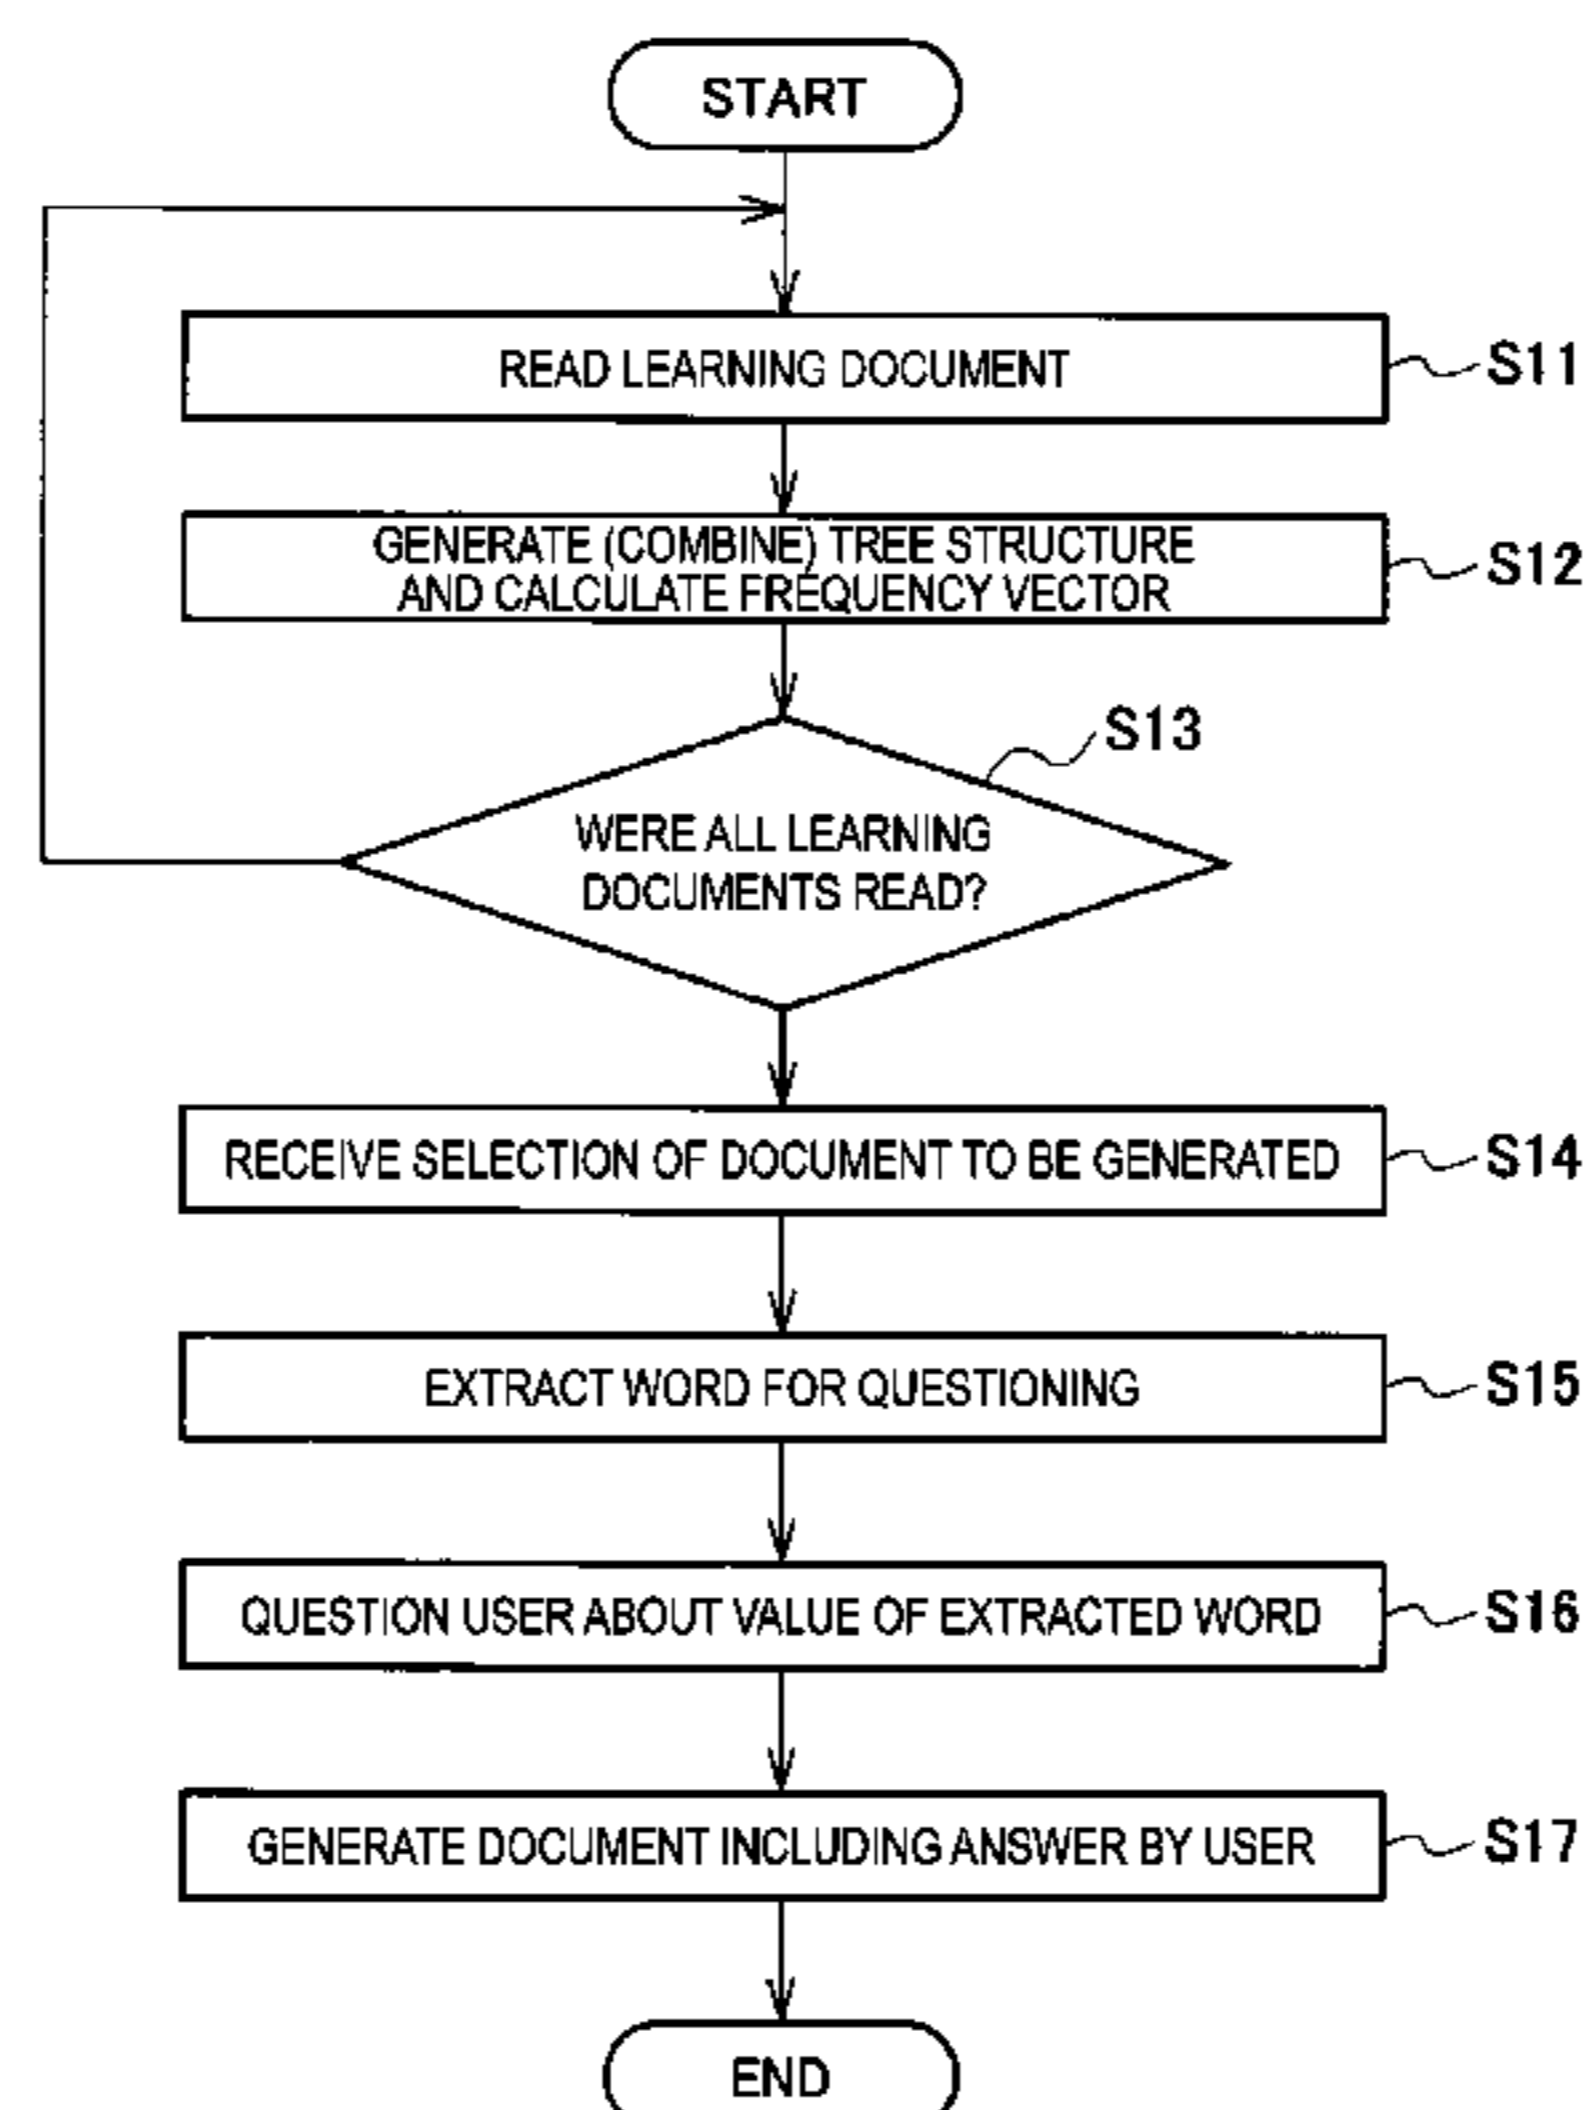 START
READ LEARNING DOCUMENT
S11
GENERATE (COMBINE) TREE STRUCTURE
AND CALCULATE FREQUENCY VECTOR
S12
S13
WERE ALL LEARNING
DOCUMENTS READ?
RECEIVE SELECTION OF DOCUMENT TO BE GENERATED
S14
EXTRACT WORD FOR QUESTIONING
S15
QUESTION USER ABOUT VALUE OF EXTRACTED WORD
S16
GENERATE DOCUMENT INCLUDING ANSWER BY USER
S17
END